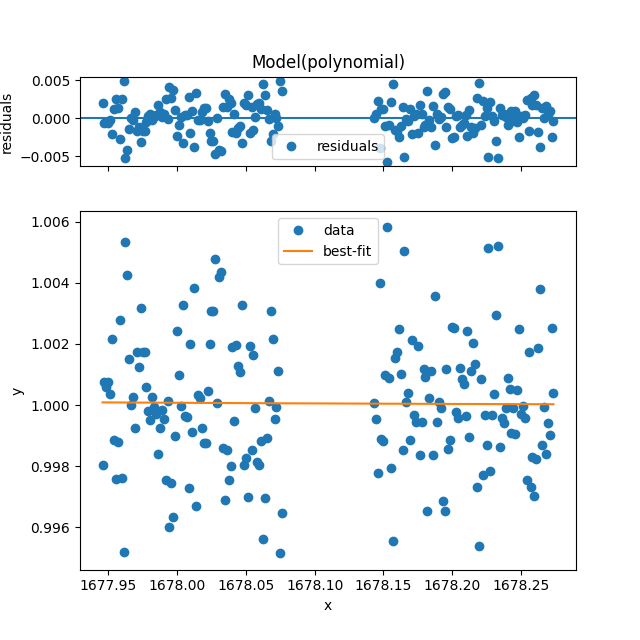 Model(polynomial)
0.005
0.000
−0.005
residuals
residuals
1.006
1.004
1.002
1.000
0.998
0.996
y
data
best-fit
1677.95 1678.00 1678.05 1678.10 1678.15 1678.20 1678.25
x